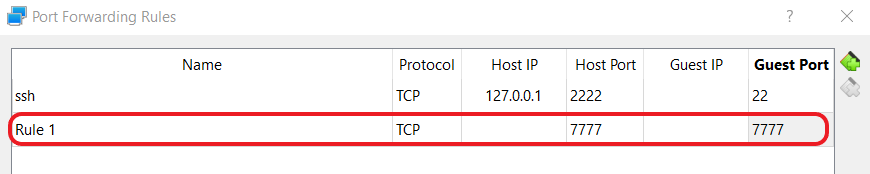 Port Forwarding Rules ?
Name Protocol Host IP Host Port Guest IP Guest Port
ssh TCP 127.0.0.1 2222 22
Rule 1 TCP 7777 7777